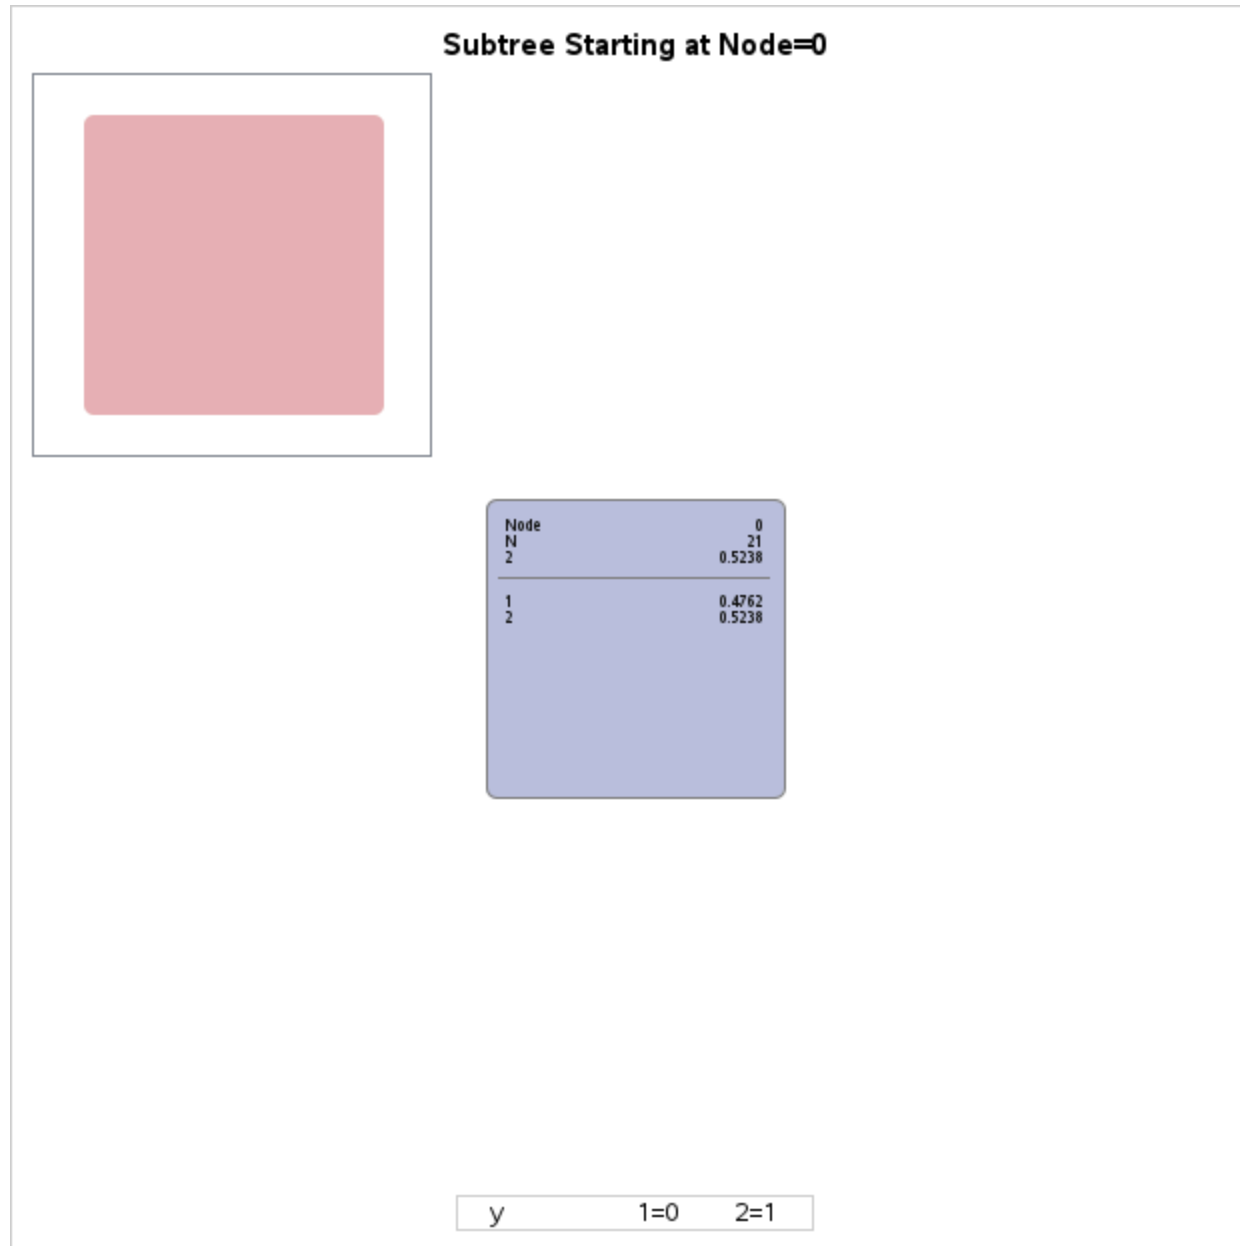 Subtree Starting at Node=0
Node 0
N 21
2 0.5238
1 0.4762
2 0.5238
y 1=0 2=1